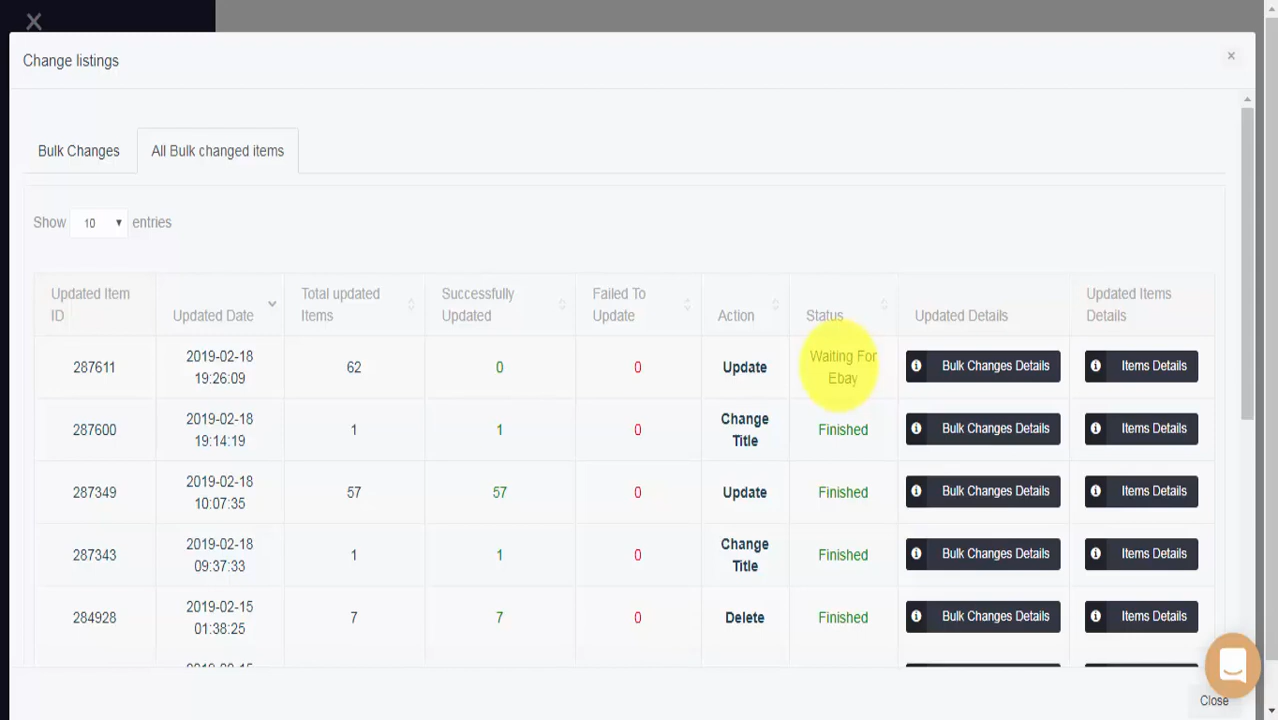 Change listings
×
Bulk Changes
All Bulk changed items
Show 10 entries
Updated Item ID
Updated Date
Total updated Items
Successfully Updated
Failed To Update
Action
Status
Updated Details
Updated Items Details
287611
2019-02-18 19:26:09
62
0
0
Update
Waiting For Ebay
Bulk Changes Details
Items Details
287600
2019-02-18 19:14:19
1
1
0
Change Title
Finished
Bulk Changes Details
Items Details
287349
2019-02-18 10:07:35
57
57
0
Update
Finished
Bulk Changes Details
Items Details
287343
2019-02-18 09:37:33
1
1
0
Change Title
Finished
Bulk Changes Details
Items Details
284928
2019-02-15 01:38:25
7
7
0
Delete
Finished
Bulk Changes Details
Items Details
Close